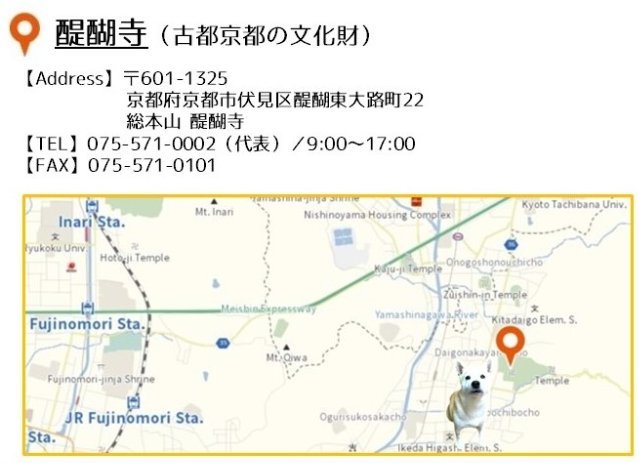 醍醐寺（古都京都の文化財）
【Address】〒601-1325
京都府京都市伏見区醍醐東大路町22
総本山 醍醐寺
【TEL】075-571-0002（代表）／9:00～17:00
【FAX】075-571-0101
Inari Sta.
Mt. Inari
Yamashina-jinja Shrine
Nishinoyama Housing Complex
Kyoto Tachibana Univ.
Ryukoku Univ.
Hoto-ji Temple
Kaju-ji Temple
Onogoshonouchicho
Zuishin-in Temple
Meishin Expressway
Yamashinagawa River
Fujinomori Sta.
Kitadaigo Elem. S.
Mt. Oiwa
Fujinomori-jinja Shrine
Temple
JR Fujinomori Sta.
Ogurisukosakacho
Sta.
Ikeda Higashi Elem. S.